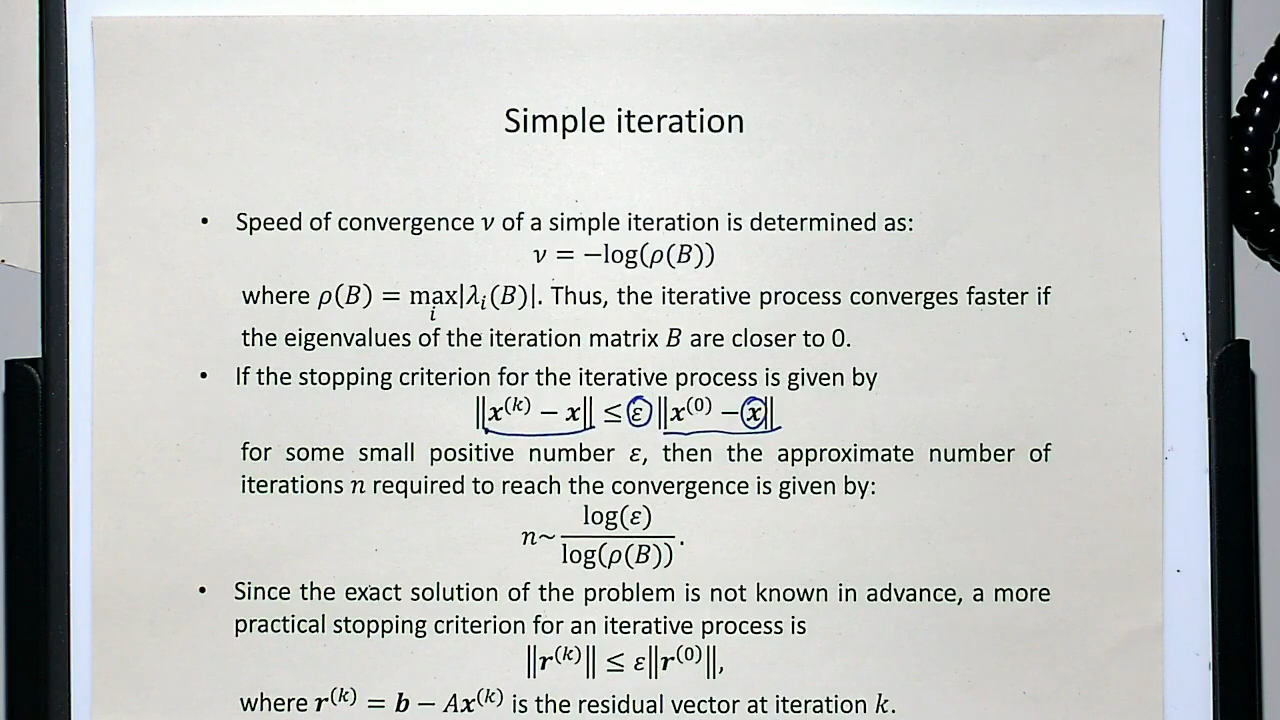 Simple iteration
• Speed of convergence ν of a simple iteration is determined as:
ν = −log(ρ(B))
where ρ(B) = max_i|λ_i(B)|. Thus, the iterative process converges faster if
the eigenvalues of the iteration matrix B are closer to 0.
• If the stopping criterion for the iterative process is given by
‖x^(k) − x‖ ≤ ε‖x^(0) − x‖
for some small positive number ε, then the approximate number of
iterations n required to reach the convergence is given by:
n~ log(ε) / log(ρ(B)).
• Since the exact solution of the problem is not known in advance, a more
practical stopping criterion for an iterative process is
‖r^(k)‖ ≤ ε‖r^(0)‖,
where r^(k) = b − Ax^(k) is the residual vector at iteration k.